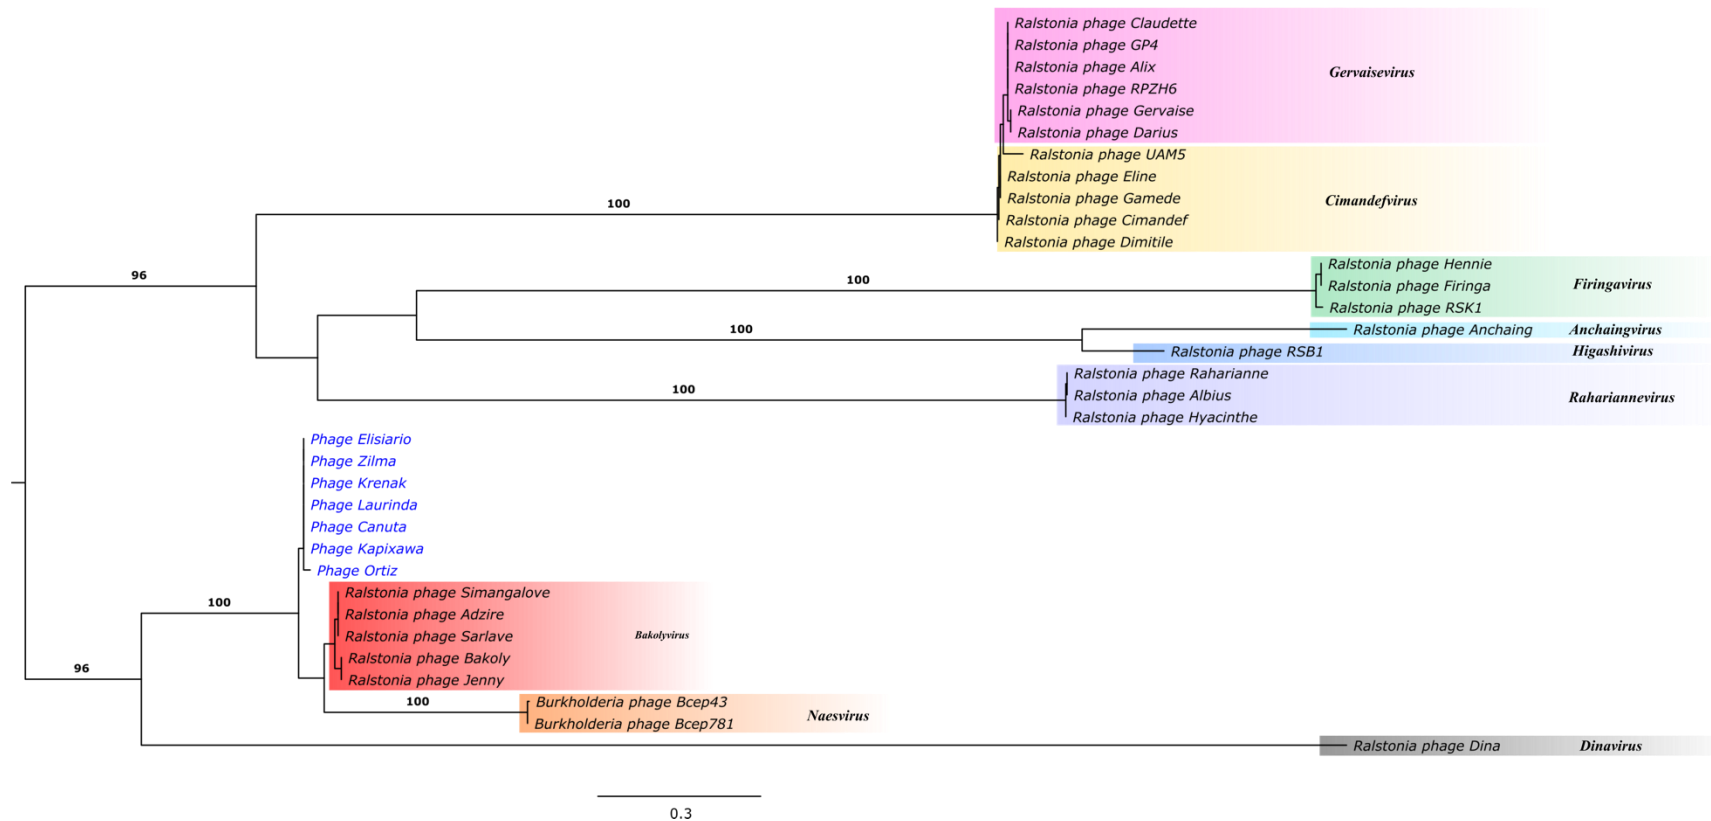 Ralstonia phage Claudette
Ralstonia phage GP4
Ralstonia phage Alix
Gervaisevirus
Ralstonia phage RPZH6
Ralstonia phage Gervaise
Ralstonia phage Darius
Ralstonia phage UAM5
Ralstonia phage Eline
Ralstonia phage Gamede
Cimandefvirus
100
Ralstonia phage Cimandef
Ralstonia phage Dimitile
Ralstonia phage Hennie
96
100
Ralstonia phage Firinga
Firingavirus
Ralstonia phage RSK1
100
Ralstonia phage Anchaing
Anchaingvirus
Ralstonia phage RSB1
Higashivirus
Ralstonia phage Raharianne
100
Ralstonia phage Albius
Rahariannevirus
Ralstonia phage Hyacinthe
Phage Elisiario
Phage Zilma
Phage Krenak
Phage Laurinda
Phage Canuta
Phage Kapixawa
Phage Ortiz
Ralstonia phage Simangalove
100
Ralstonia phage Adzire
Ralstonia phage Sarlave
Bakolyvirus
Ralstonia phage Bakoly
96
Ralstonia phage Jenny
100
Burkholderia phage Bcep43
Naesvirus
Burkholderia phage Bcep781
Ralstonia phage Dina
Dinavirus
0.3